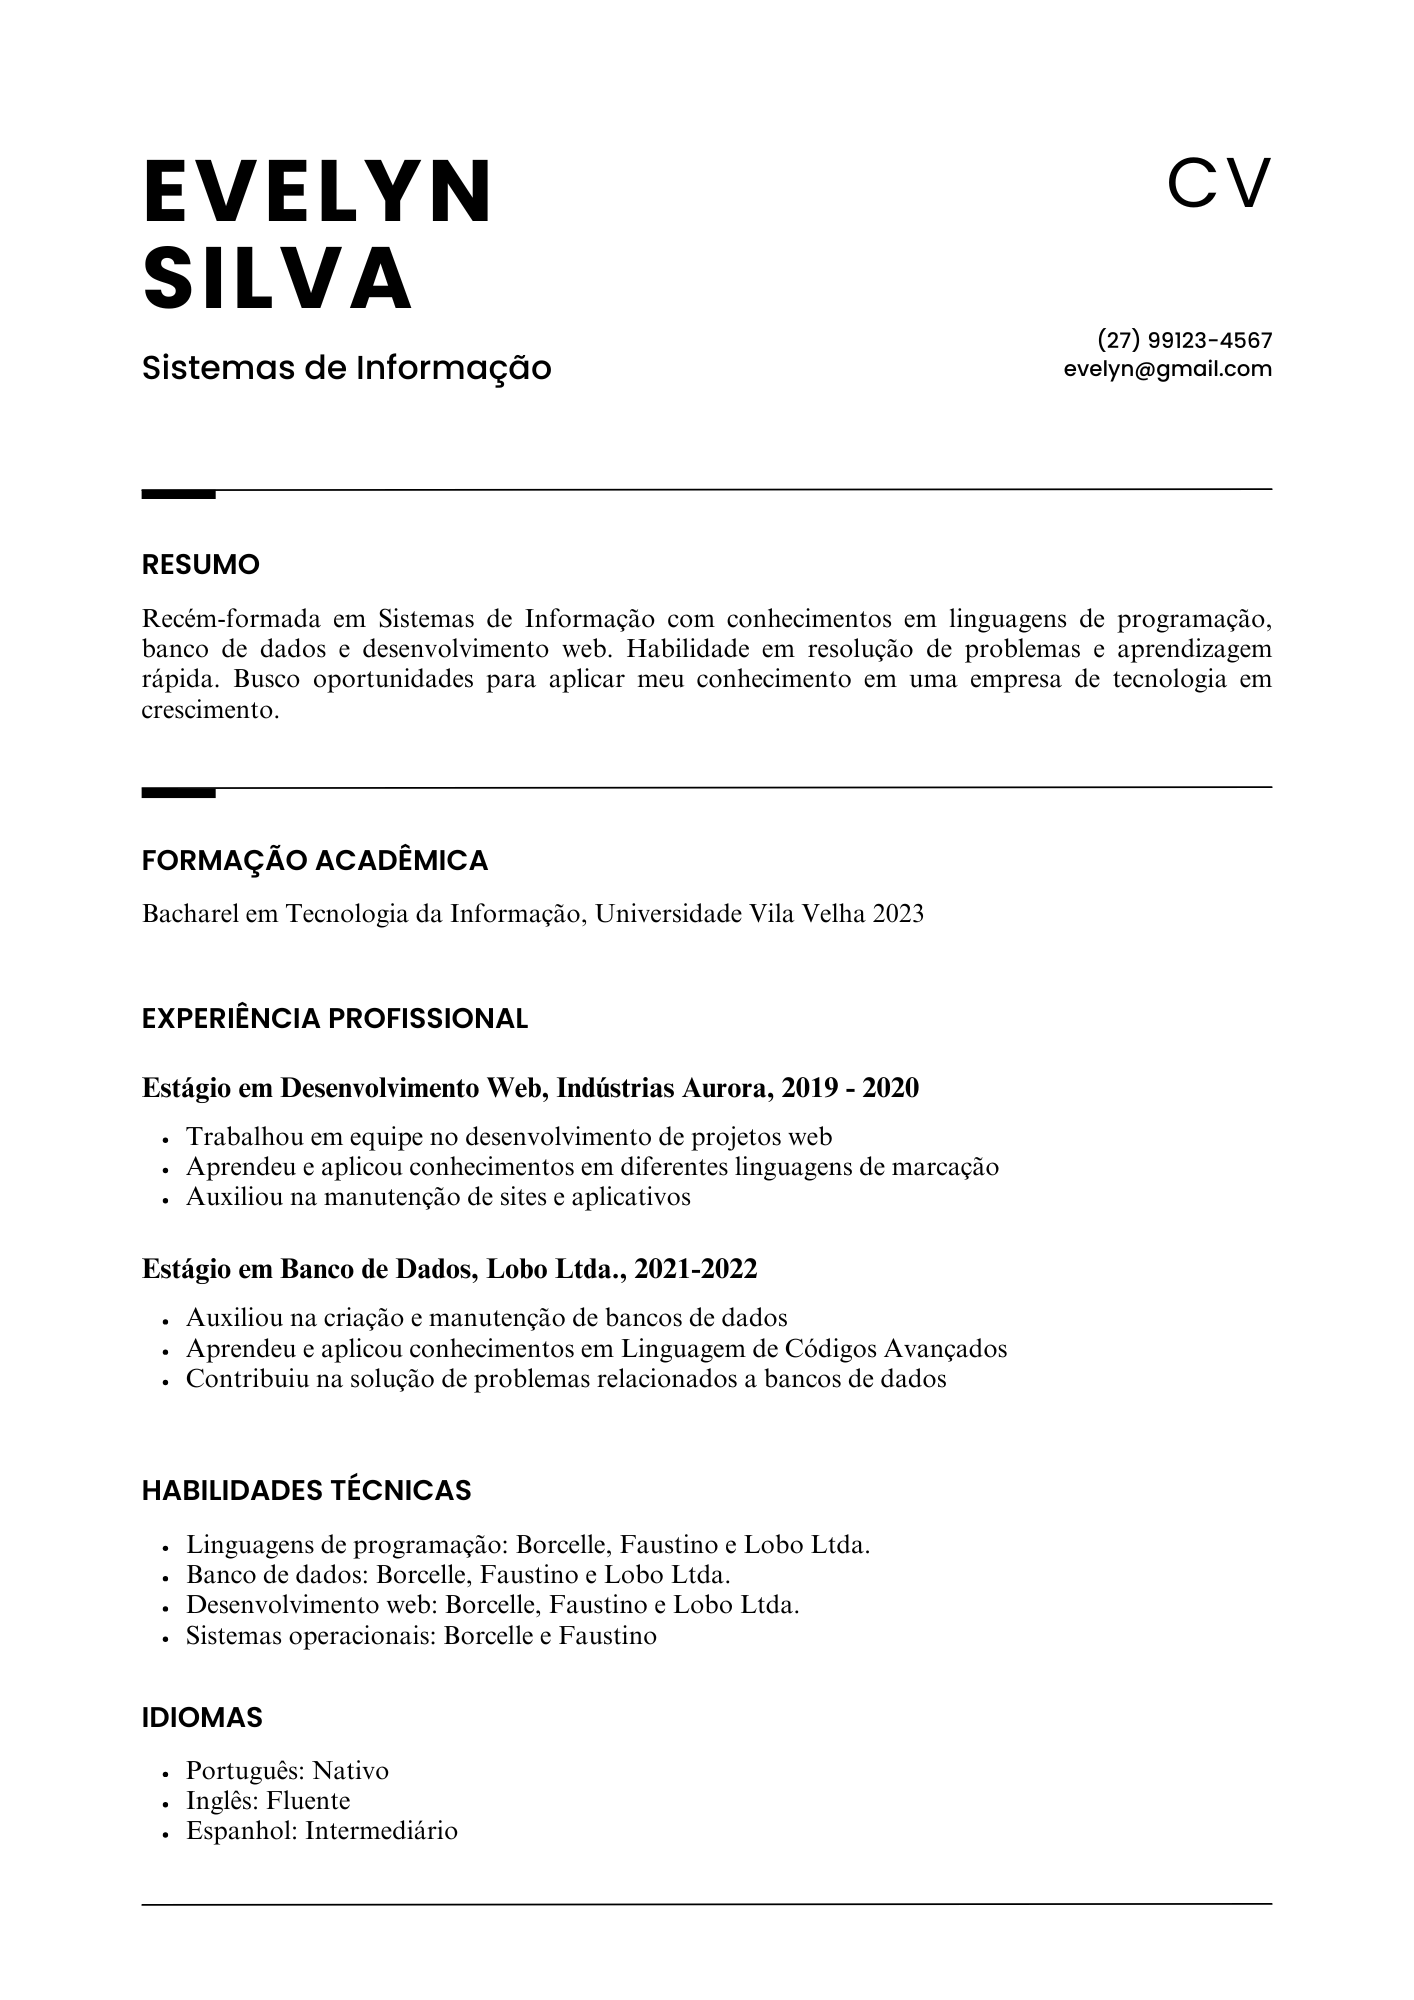 EVELYN
SILVA
CV
Sistemas de Informação
(27) 99123-4567
evelyn@gmail.com
RESUMO
Recém-formada em Sistemas de Informação com conhecimentos em linguagens de programação,
banco de dados e desenvolvimento web. Habilidade em resolução de problemas e aprendizagem
rápida. Busco oportunidades para aplicar meu conhecimento em uma empresa de tecnologia em
crescimento.
FORMAÇÃO ACADÊMICA
Bacharel em Tecnologia da Informação, Universidade Vila Velha 2023
EXPERIÊNCIA PROFISSIONAL
Estágio em Desenvolvimento Web, Indústrias Aurora, 2019 - 2020
• Trabalhou em equipe no desenvolvimento de projetos web
• Aprendeu e aplicou conhecimentos em diferentes linguagens de marcação
• Auxiliou na manutenção de sites e aplicativos
Estágio em Banco de Dados, Lobo Ltda., 2021-2022
• Auxiliou na criação e manutenção de bancos de dados
• Aprendeu e aplicou conhecimentos em Linguagem de Códigos Avançados
• Contribuiu na solução de problemas relacionados a bancos de dados
HABILIDADES TÉCNICAS
• Linguagens de programação: Borcelle, Faustino e Lobo Ltda.
• Banco de dados: Borcelle, Faustino e Lobo Ltda.
• Desenvolvimento web: Borcelle, Faustino e Lobo Ltda.
• Sistemas operacionais: Borcelle e Faustino
IDIOMAS
• Português: Nativo
• Inglês: Fluente
• Espanhol: Intermediário